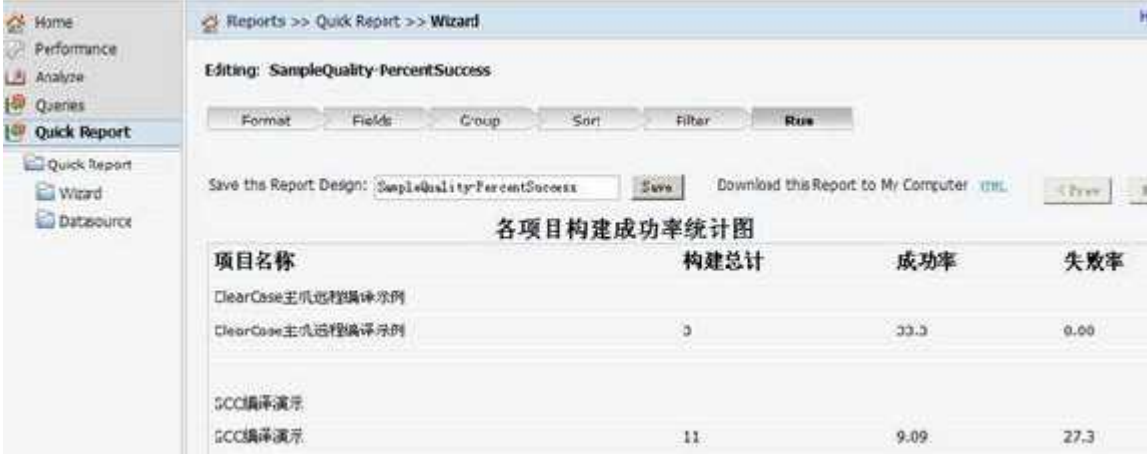 Home
Performance
Analyze
Queries
Quick Report
Quick Report
Wizard
Datasource
Reports >> Quick Report >> Wizard
Editing: SampleQuality-PercentSuccess
Format Fields Group Sort Filter Run
Save this Report Design: SampleQuality-PercentSuccess Save Download this Report to My Computer < Prev
各项目构建成功率统计图
项目名称 构建总计 成功率 失败率
ClearCase主机远程编译示例
ClearCase主机远程编译示例 3 33.3 0.00
GCC编译演示
GCC编译演示 11 9.09 27.3